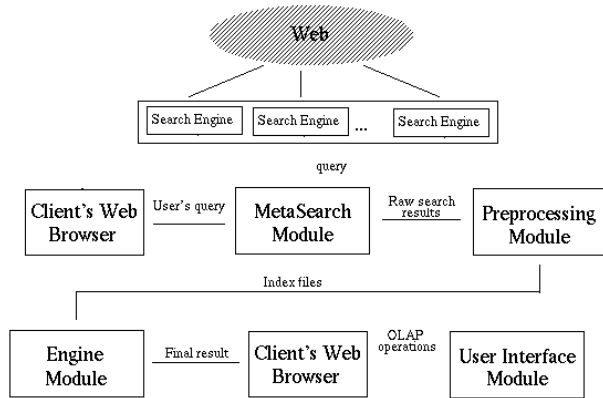 Web
Search Engine
Search Engine
...
Search Engine
query
Client's Web
Browser
User's query
MetaSearch
Module
Raw search
results
Preprocessing
Module
Index files
Engine
Module
Final result
Client's Web
Browser
OLAP
operations
User Interface
Module